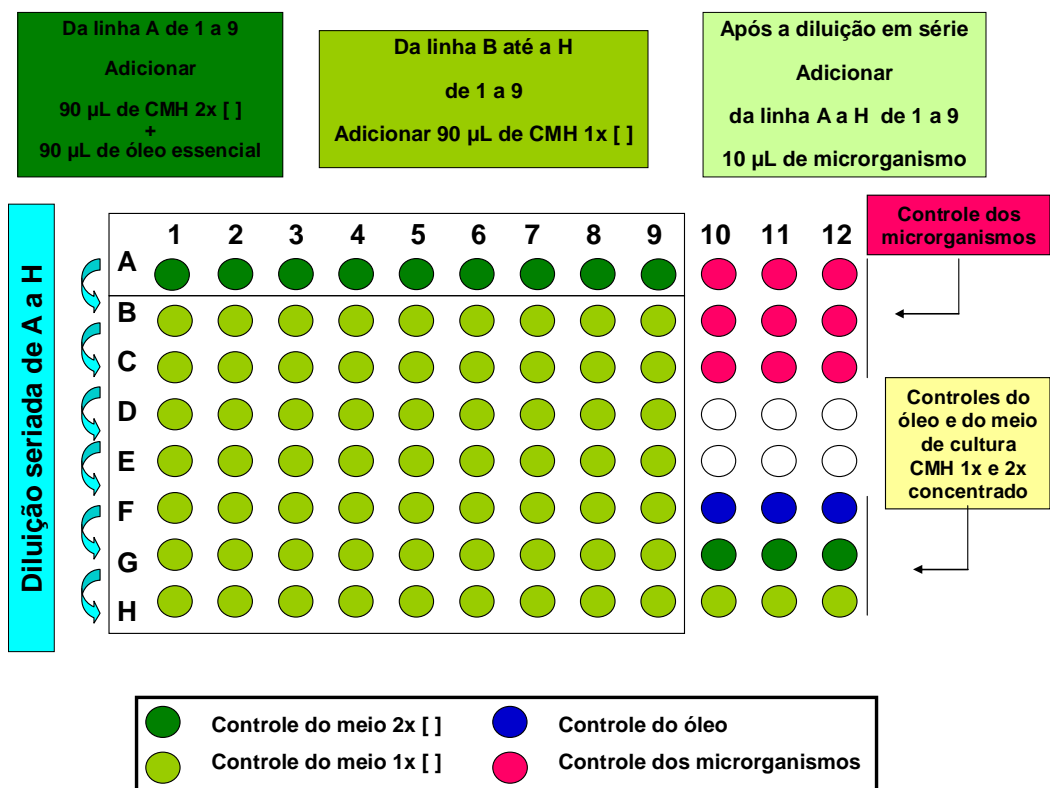 Da linha A de 1 a 9
Adicionar
90 µL de CMH 2x [ ]
+
90 µL de óleo essencial
Da linha B até a H
de 1 a 9
Adicionar 90 µL de CMH 1x [ ]
Após a diluição em série
Adicionar
da linha A a H de 1 a 9
10 µL de microrganismo
Diluição seriada de A a H
1 2 3 4 5 6 7 8 9 10 11 12
A
B
C
D
E
F
G
H
Controle dos
microrganismos
Controles do
óleo e do meio
de cultura
CMH 1x e 2x
concentrado
Controle do meio 2x [ ]
Controle do óleo
Controle do meio 1x [ ]
Controle dos microrganismos